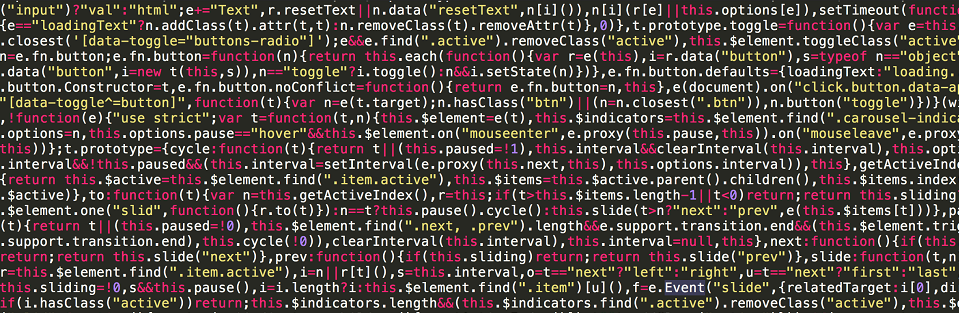 ("input")?"val":"html";e+="Text",r.resetText||n.data("resetText",n[i]()),n[i](r[e]||this.options[e]),setTimeout(function(
{e=="loadingText"?n.addClass(t).attr(t,t):n.removeClass(t).removeAttr(t)},0)},t.prototype.toggle=function(){var e=this
.closest('[data-toggle="buttons-radio"]');e&&e.find(".active").removeClass("active"),this.$element.toggleClass("active"
n=e.fn.button;e.fn.button=function(n){return this.each(function(){var r=e(this),i=r.data("button"),s=typeof n=="object"
.data("button",i=new t(this,s)),n=="toggle"?i.toggle():n&&i.setState(n)})},e.fn.button.defaults={loadingText:"loading.
.button.Constructor=t,e.fn.button.noConflict=function(){return e.fn.button=n,this},e(document).on("click.button.data-ap
"[data-toggle^=button]",function(t){var n=e(t.target);n.hasClass("btn")||(n=n.closest(".btn")),n.button("toggle")})}(wi
,!function(e){"use strict";var t=function(t,n){this.$element=e(t),this.$indicators=this.$element.find(".carousel-indica
.options=n,this.options.pause=="hover"&&this.$element.on("mouseenter",e.proxy(this.pause,this)).on("mouseleave",e.proxy
this))};t.prototype={cycle:function(t){return t||(this.paused=!1),this.interval&&clearInterval(this.interval),this.opti
.interval&&!this.paused&&(this.interval=setInterval(e.proxy(this.next,this),this.options.interval)),this},getActiveInde
{return this.$active=this.$element.find(".item.active"),this.$items=this.$active.parent().children(),this.$items.index
.$active)},to:function(t){var n=this.getActiveIndex(),r=this;if(t>this.$items.length-1||t<0)return;return this.sliding
.$element.one("slid",function(){r.to(t)}):n==t?this.pause().cycle():this.slide(t>n?"next":"prev",e(this.$items[t]))},pa
(t){return t||(this.paused=!0),this.$element.find(".next, .prev").length&&e.support.transition.end&&(this.$element.trig
.support.transition.end),this.cycle(!0)),clearInterval(this.interval),this.interval=null,this},next:function(){if(this
return;return this.slide("next")},prev:function(){if(this.sliding)return;return this.slide("prev")},slide:function(t,n
r=this.$element.find(".item.active"),i=n||r[t](),s=this.interval,o=t=="next"?"left":"right",u=t=="next"?"first":"last"
this.sliding=!0,s&&this.pause(),i=i.length?i:this.$element.find(".item")[u](),f=e.Event("slide",{relatedTarget:i[0],di
if(i.hasClass("active"))return;this.$indicators.length&&(this.$indicators.find(".active").removeClass("active"),this.$e